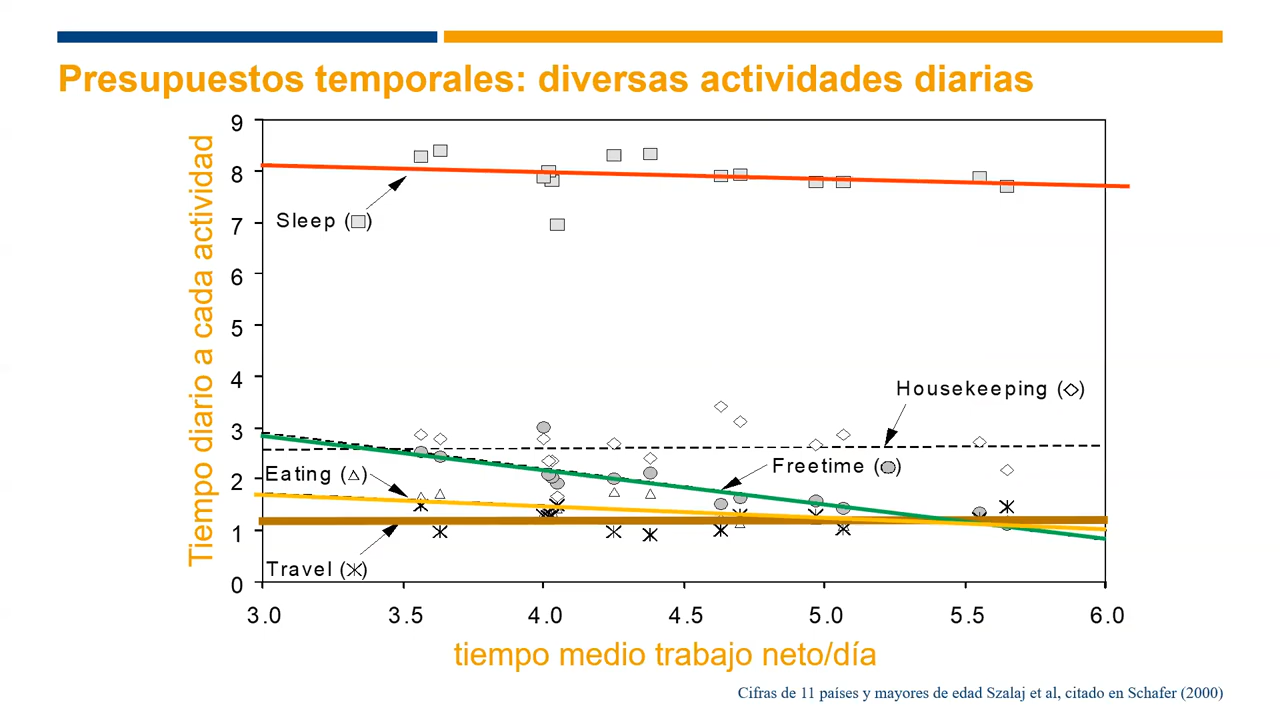 Presupuestos temporales: diversas actividades diarias
Tiempo diario a cada actividad
9
8
7
6
5
4
3
2
1
0
Sleep ( )
Housekeeping ( )
Freetime ( )
Eating ( )
Travel ( )
3.0 3.5 4.0 4.5 5.0 5.5 6.0
tiempo medio trabajo neto/día
Cifras de 11 países y mayores de edad Szalaj et al, citado en Schafer (2000)